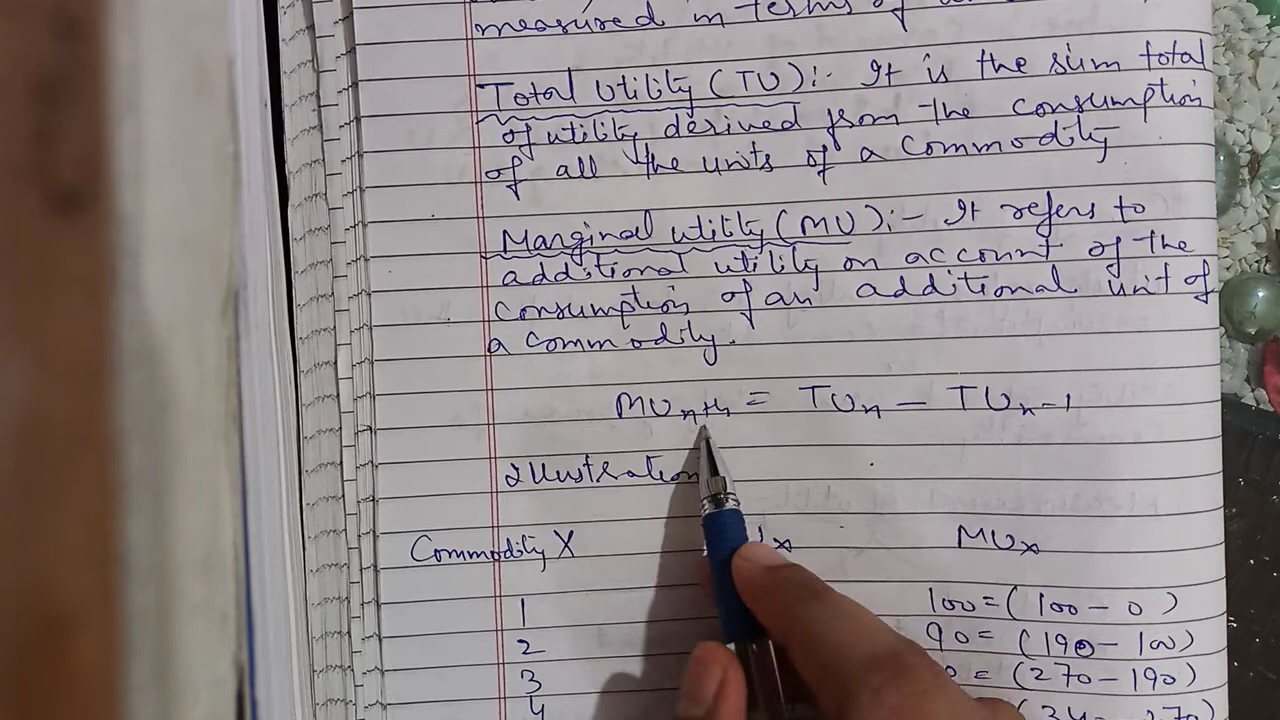 measured in terms of
Total Utility (TU):- It is the sum total
of utility derived from the consumption
of all the units of a Commodity
Marginal utility (MU):- It refers to
additional utility on account of the
consumption of an additional unit of
a commodity.
MUnth = TUn - TUn-1
Illustration
Commodity X MUx
1 100=(100-0)
2 90= (190-100)
3 = (270-190)
4